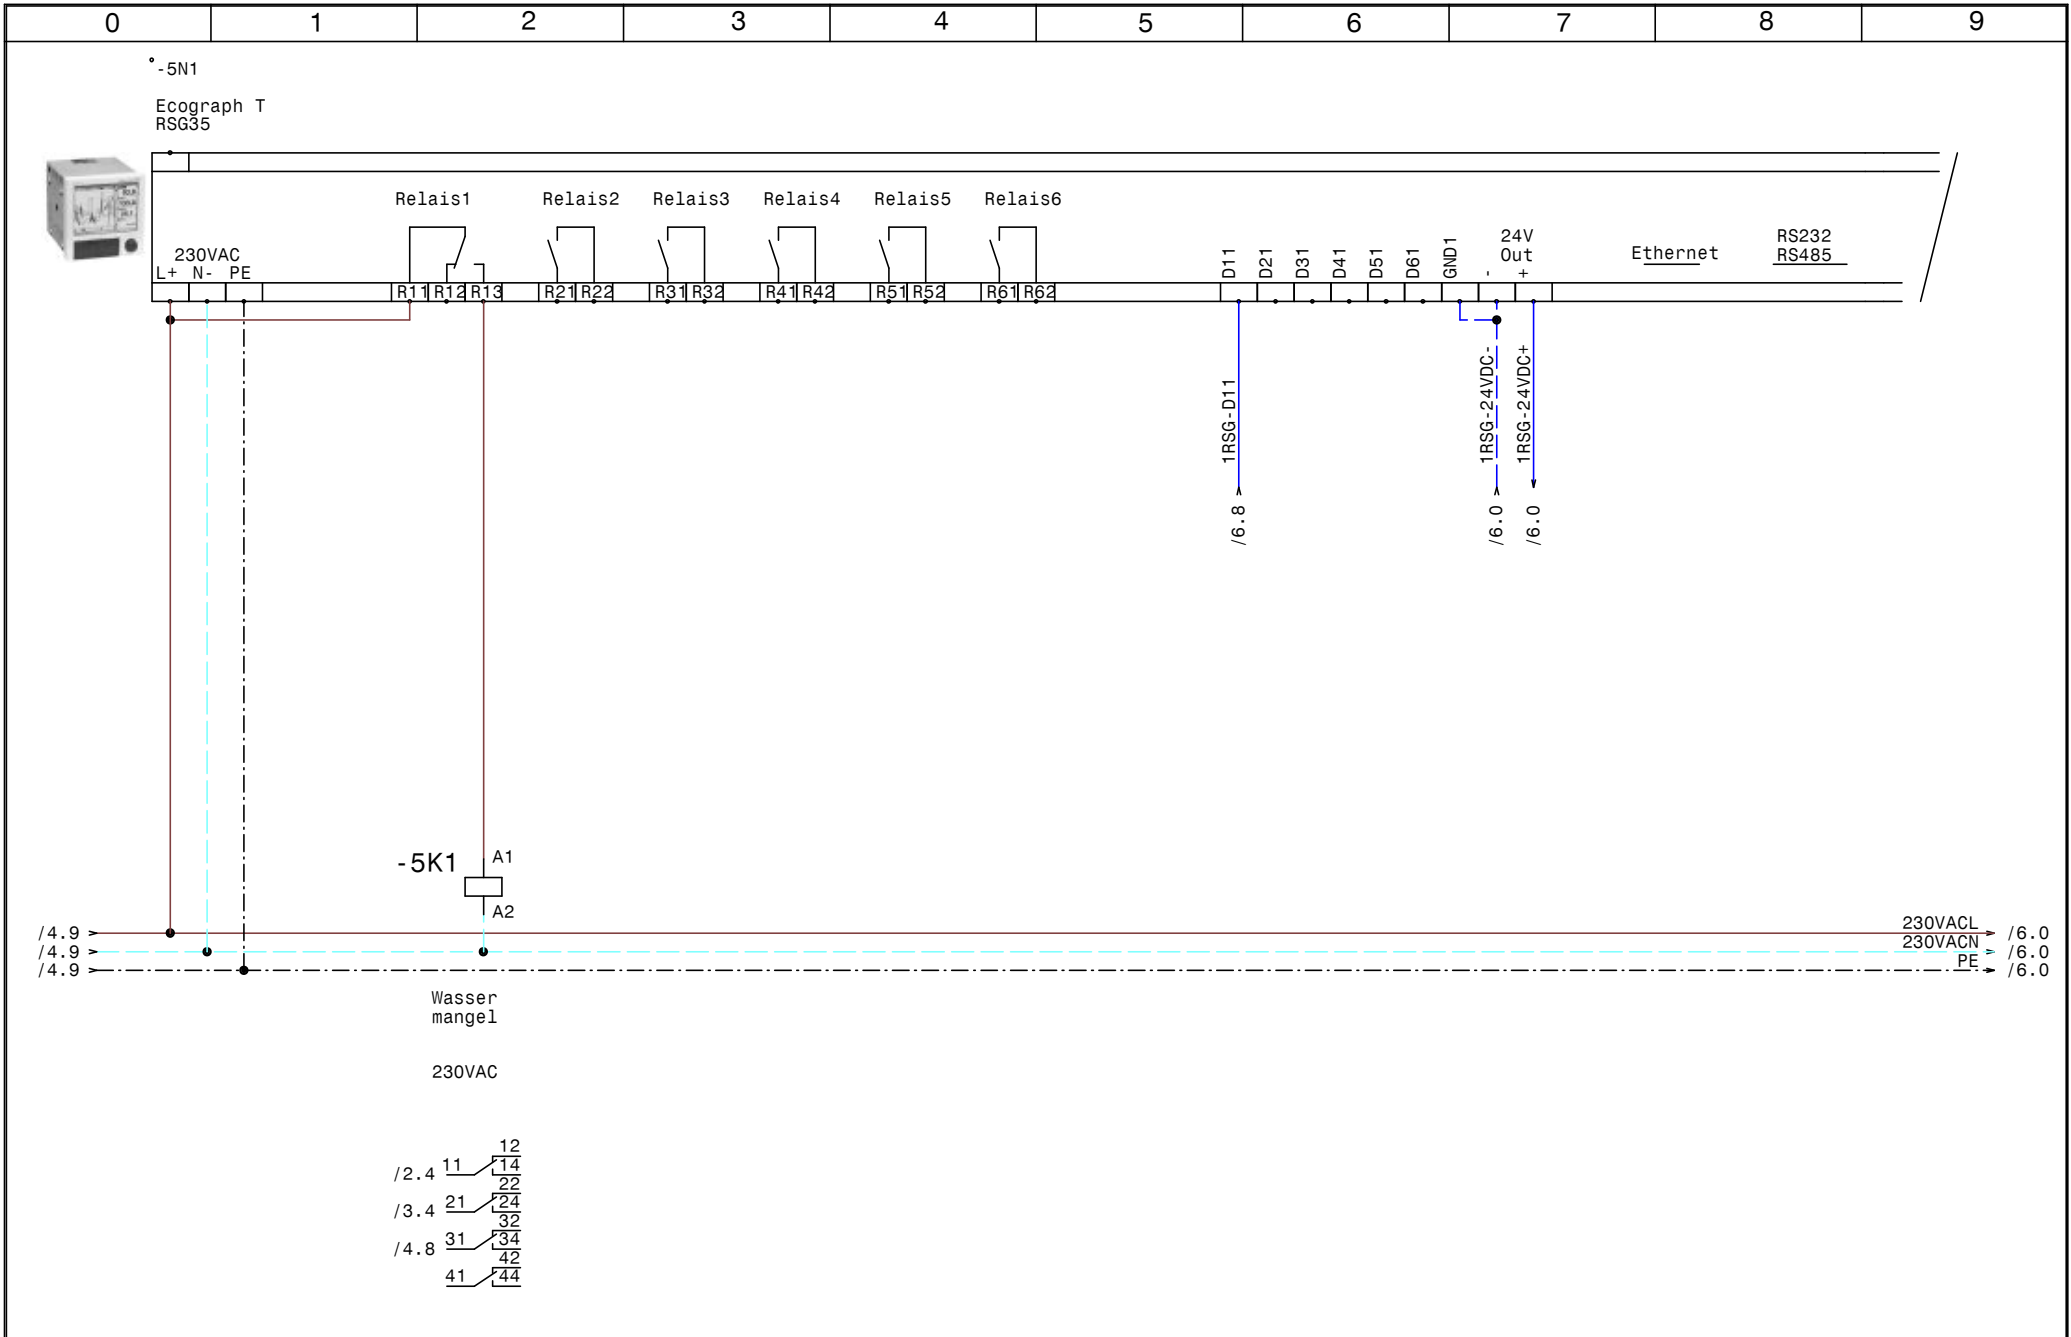 0 1 2 3 4 5 6 7 8 9
-5N1
Ecograph T
RSG35
Relais1 Relais2 Relais3 Relais4 Relais5 Relais6
230VAC
L+ N- PE
R11 R12 R13 R21 R22 R31 R32 R41 R42 R51 R52 R61 R62
D11
D21
D31
D41
D51
D61
GND1
24V
Out
- +
Ethernet
RS232
RS485
1RSG-D11
1RSG-24VDC-
1RSG-24VDC+
/6.8
/6.0
/6.0
-5K1
A1
A2
/4.9 230VACL /6.0
/4.9 230VACN /6.0
/4.9 PE /6.0
Wasser
mangel
230VAC
12
/2.4 11 14
22
/3.4 21 24
32
/4.8 31 34
42
41 44